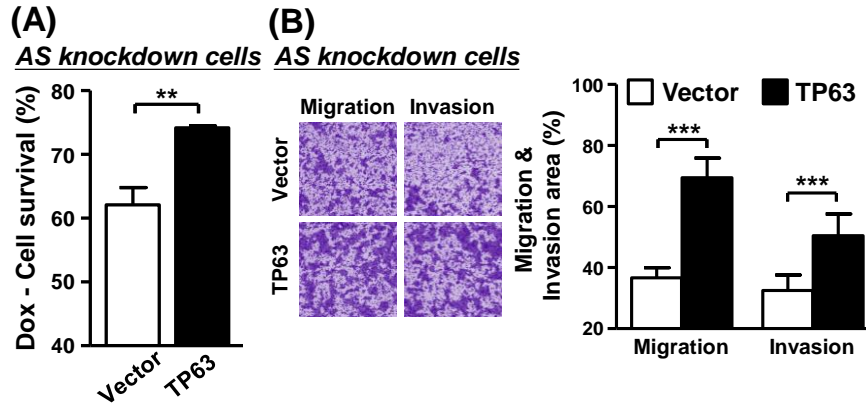 (A)
AS knockdown cells
Dox - Cell survival (%)
80
70
60
50
40
**
Vector
TP63
(B)
AS knockdown cells
Migration Invasion
Vector
TP63
Migration &
Invasion area (%)
100
80
60
40
20
Vector TP63
***
***
Migration Invasion